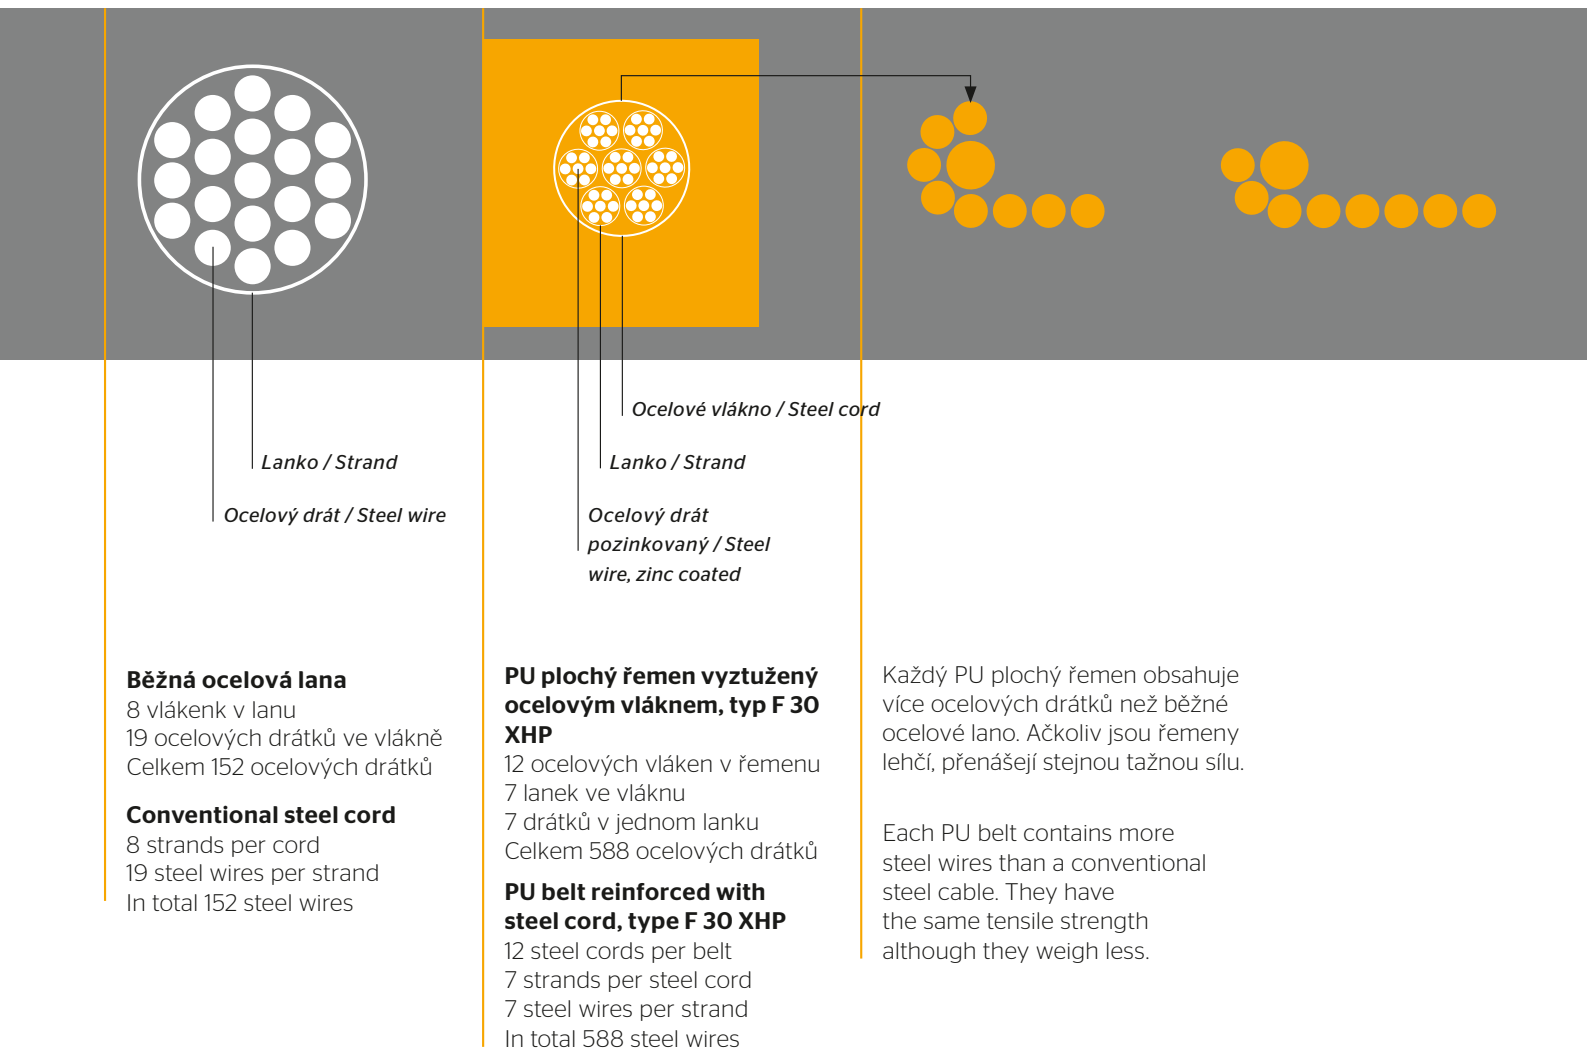 Ocelové vlákno / Steel cord
Lanko / Strand
Lanko / Strand
Ocelový drát / Steel wire
Ocelový drát
pozinkovaný / Steel
wire, zinc coated
Běžná ocelová lana
8 vlákenk v lanu
19 ocelových drátků ve vlákně
Celkem 152 ocelových drátků
Conventional steel cord
8 strands per cord
19 steel wires per strand
In total 152 steel wires
PU plochý řemen vyztužený
ocelovým vláknem, typ F 30
XHP
12 ocelových vláken v řemenu
7 lanek ve vláknu
7 drátků v jednom lanku
Celkem 588 ocelových drátků
PU belt reinforced with
steel cord, type F 30 XHP
12 steel cords per belt
7 strands per steel cord
7 steel wires per strand
In total 588 steel wires
Každý PU plochý řemen obsahuje
více ocelových drátků než běžné
ocelové lano. Ačkoliv jsou řemeny
lehčí, přenášejí stejnou tažnou sílu.
Each PU belt contains more
steel wires than a conventional
steel cable. They have
the same tensile strength
although they weigh less.